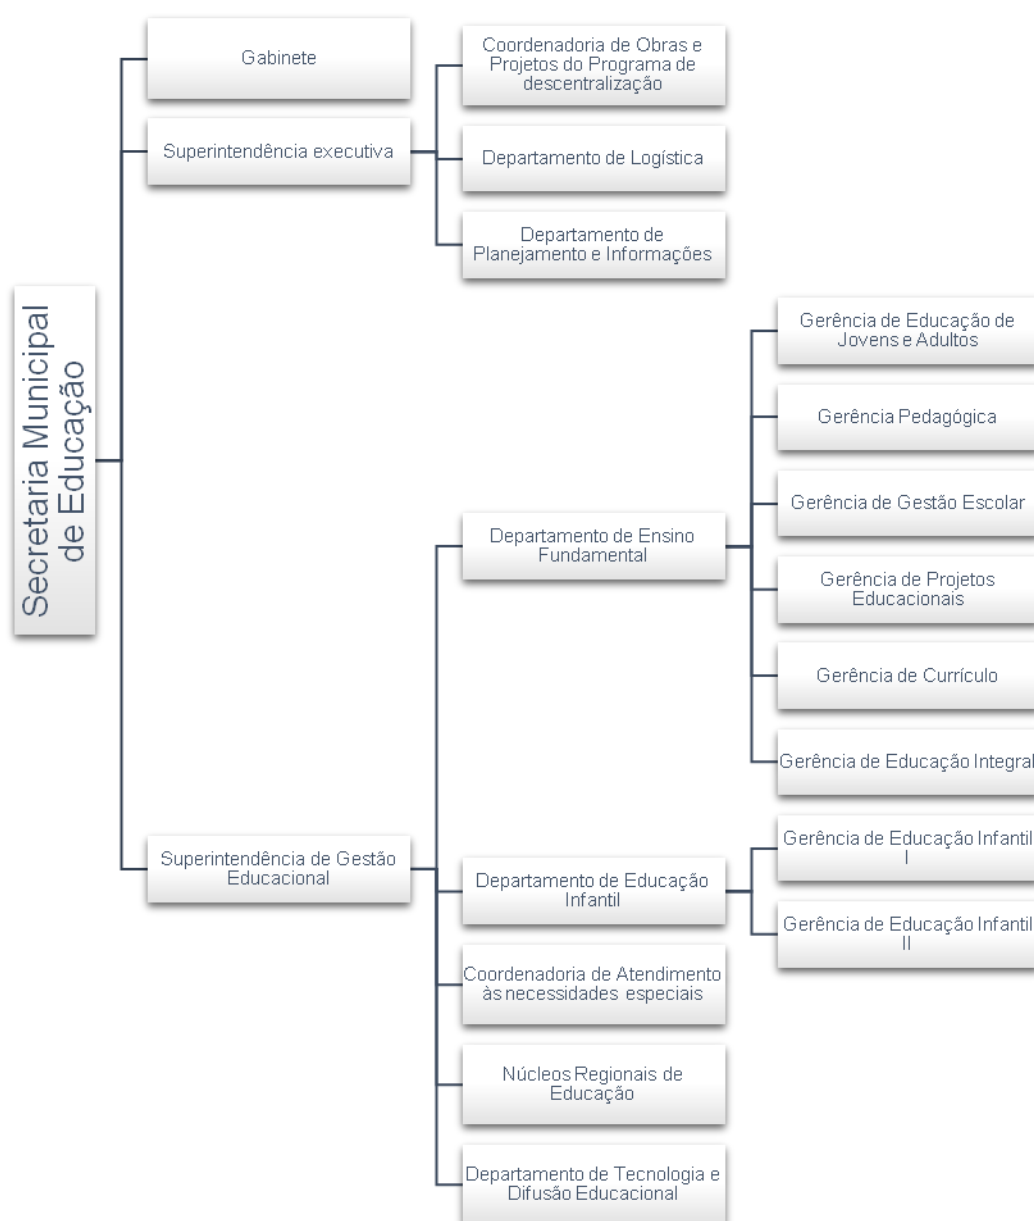 Secretaria Municipal
de Educação
Gabinete
Superintendência executiva
Coordenadoria de Obras e
Projetos do Programa de
descentralização
Departamento de Logística
Departamento de
Planejamento e Informações
Superintendência de Gestão
Educacional
Departamento de Ensino
Fundamental
Gerência de Educação de
Jovens e Adultos
Gerência Pedagógica
Gerência de Gestão Escolar
Gerência de Projetos
Educacionais
Gerência de Currículo
Gerência de Educação Integral
Departamento de Educação
Infantil
Gerência de Educação Infantil
I
Gerência de Educação Infantil
II
Coordenadoria de Atendimento
às necessidades especiais
Núcleos Regionais de
Educação
Departamento de Tecnologia e
Difusão Educacional